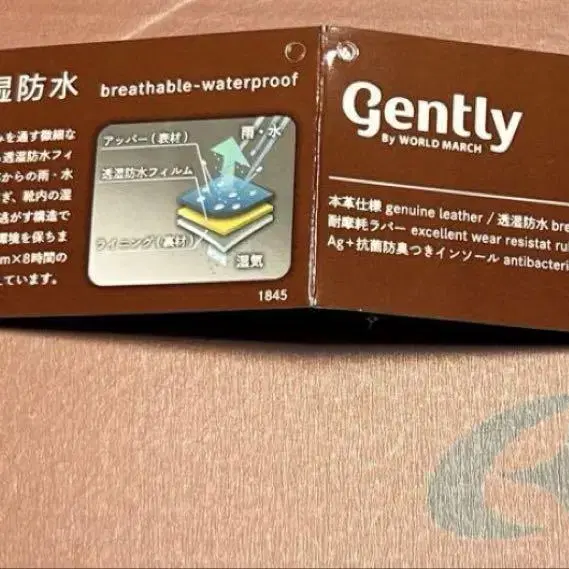 湿防水 breathable-waterproof
を通す微細な
透湿防水フィ
からの雨・水
ぎ、靴内の湿
逃がす構造で
環境を保ちま
m×8時間の
しています。
アッパー(表材)
雨・水
透湿防水フィルム
ライニング(裏材)
湿気
1845
Gently
By WORLD MARCH
本革仕様 genuine leather / 透湿防水 bre
耐摩耗ラバー excellent wear resistat ru
Ag+抗菌防臭つきインソール antibacteri